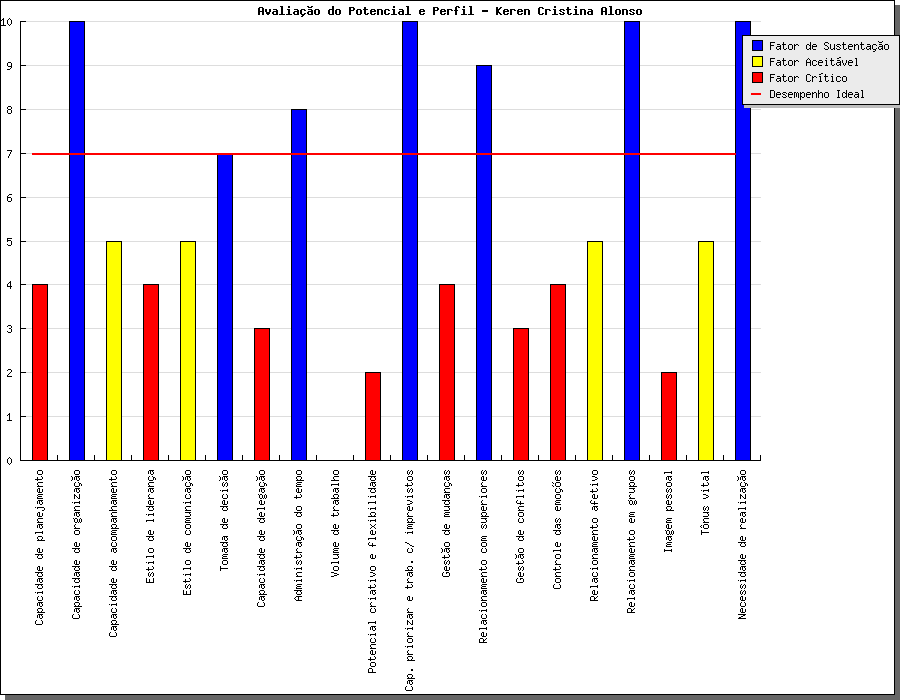 Avaliação do Potencial e Perfil - Keren Cristina Alonso
Fator de Sustentação
Fator Aceitável
Fator Crítico
Desempenho Ideal
10
9
8
7
6
5
4
3
2
1
0
Capacidade de planejamento
Capacidade de organização
Capacidade de acompanhamento
Estilo de liderança
Estilo de comunicação
Tomada de decisão
Capacidade de delegação
Administração do tempo
Volume de trabalho
Potencial criativo e flexibilidade
Cap. priorizar e trab. c/ imprevistos
Gestão de mudanças
Relacionamento com superiores
Gestão de conflitos
Controle das emoções
Relacionamento afetivo
Relacionamento em grupos
Imagem pessoal
Tônus vital
Necessidade de realização